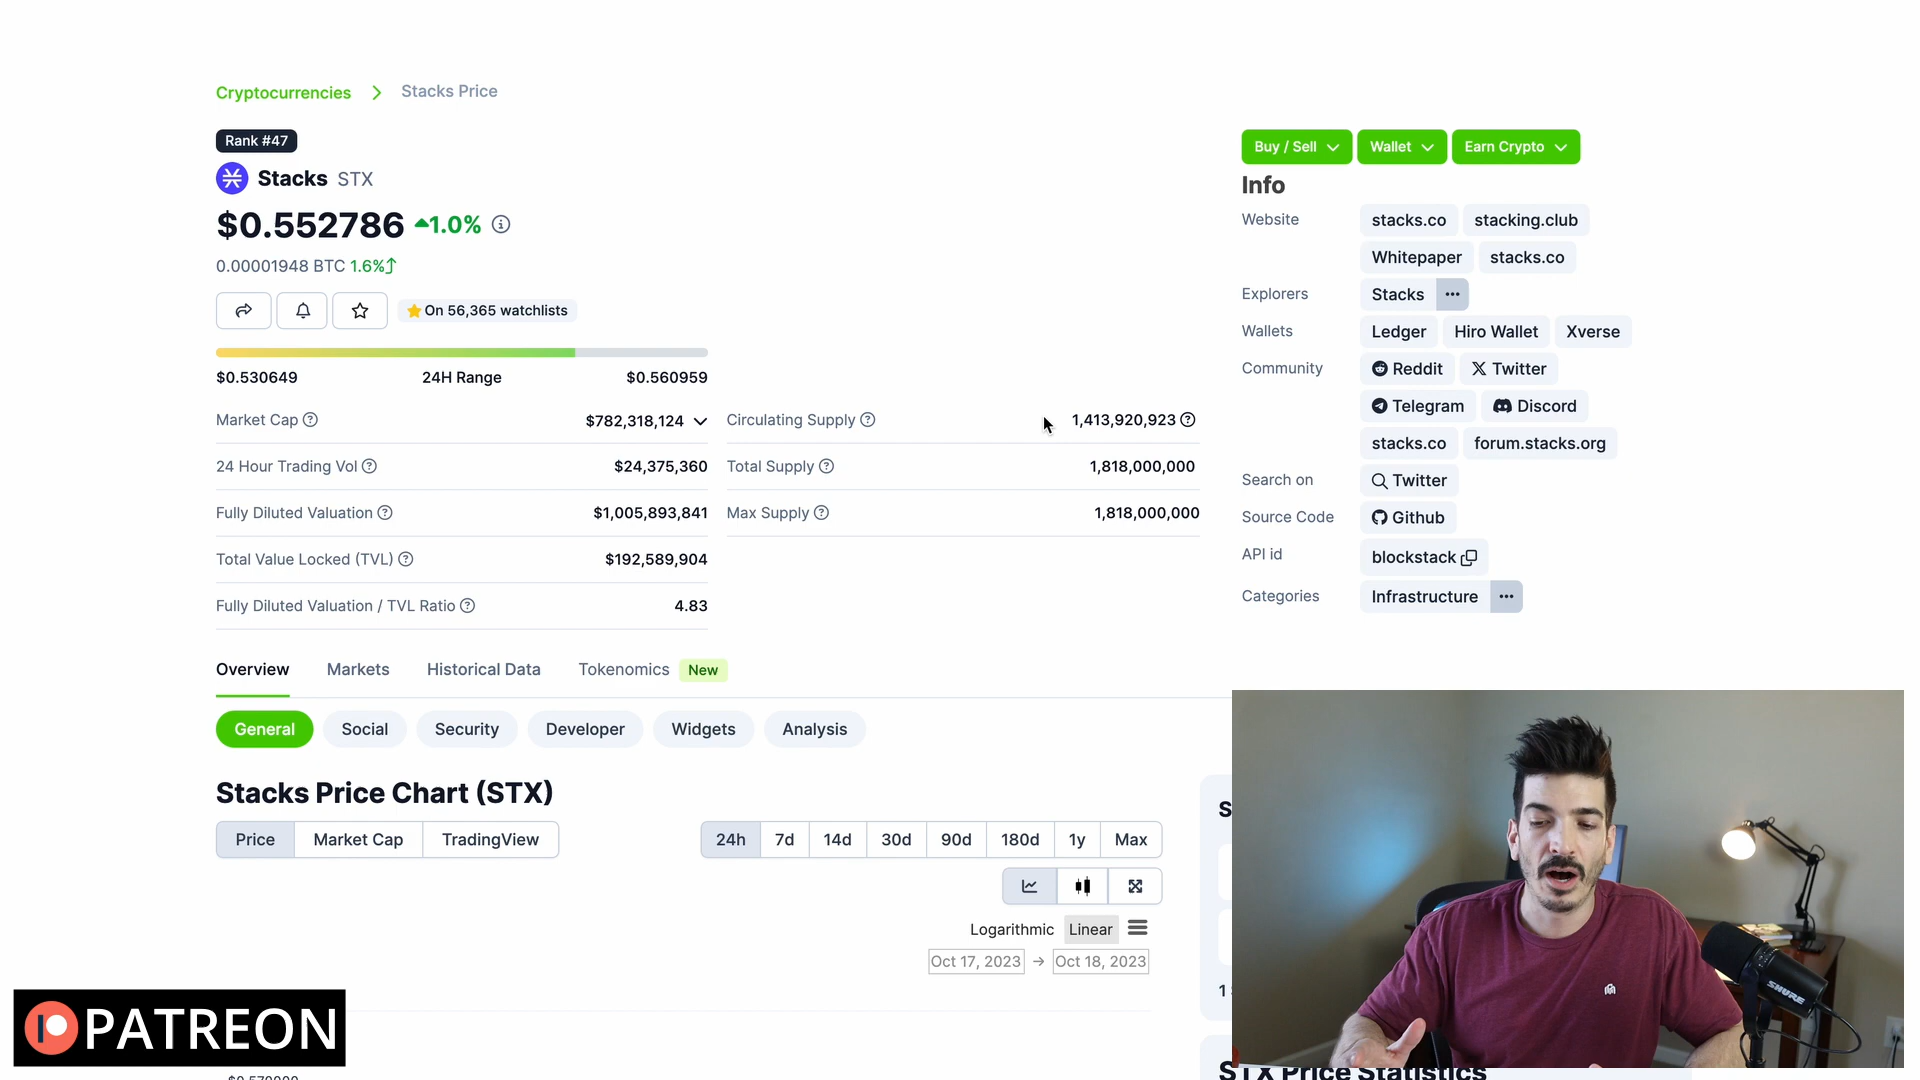 Cryptocurrencies > Stacks Price
Rank #47
Stacks STX
$0.552786 1.0%
0.00001948 BTC 1.6%
On 56,365 watchlists
$0.530649 24H Range $0.560959
Market Cap $782,318,124
24 Hour Trading Vol $24,375,360
Fully Diluted Valuation $1,005,893,841
Total Value Locked (TVL) $192,589,904
Fully Diluted Valuation / TVL Ratio 4.83
Circulating Supply 1,413,920,923
Total Supply 1,818,000,000
Max Supply 1,818,000,000
Buy / Sell Wallet Earn Crypto
Info
Website stacks.co stacking.club
Whitepaper stacks.co
Explorers Stacks ...
Wallets Ledger Hiro Wallet Xverse
Community Reddit Twitter
Telegram Discord
stacks.co forum.stacks.org
Search on Twitter
Source Code Github
API id blockstack
Categories Infrastructure ...
Overview Markets Historical Data Tokenomics New
General Social Security Developer Widgets Analysis
Stacks Price Chart (STX)
Price Market Cap TradingView
24h 7d 14d 30d 90d 180d 1y Max
Logarithmic Linear
Oct 17, 2023 → Oct 18, 2023
S
1
STX Price Statistics
PATREON
SHURE